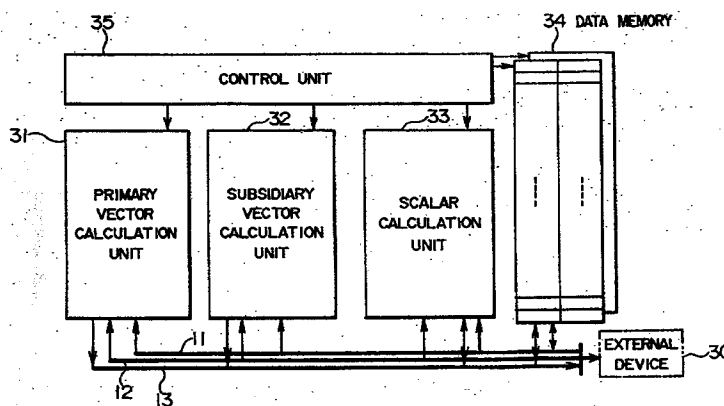 35
34 DATA MEMORY
CONTROL UNIT
31
32
33
PRIMARY
VECTOR
CALCULATION
UNIT
SUBSIDIARY
VECTOR
CALCULATION
UNIT
SCALAR
CALCULATION
UNIT
11
12
13
EXTERNAL
DEVICE
30